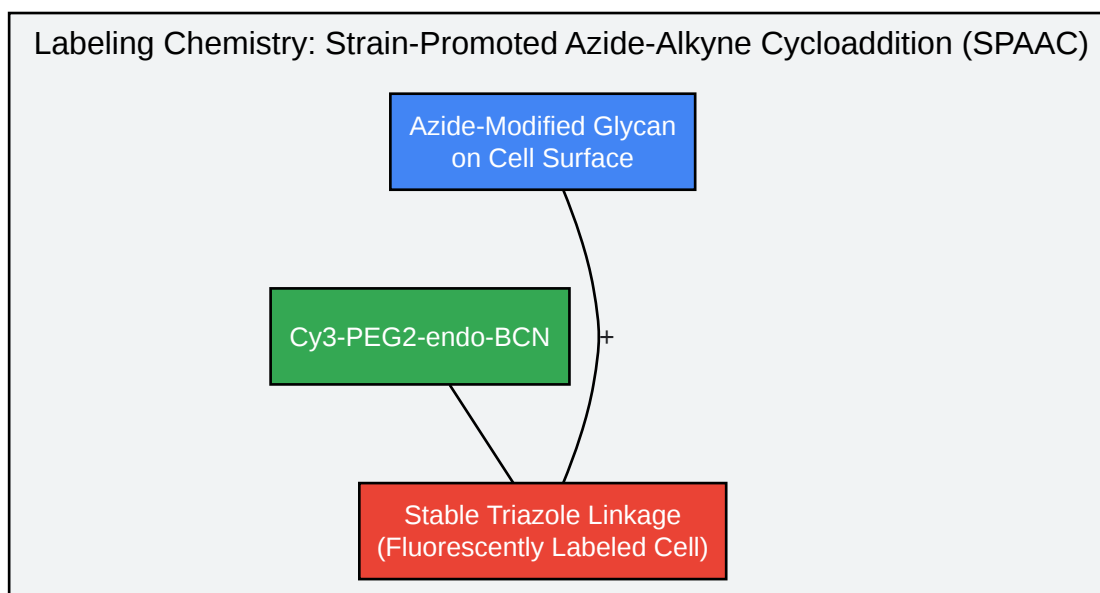 Labeling Chemistry: Strain-Promoted Azide-Alkyne Cycloaddition (SPAAC)
Azide-Modified Glycan
on Cell Surface
Cy3-PEG2-endo-BCN
+
Stable Triazole Linkage
(Fluorescently Labeled Cell)